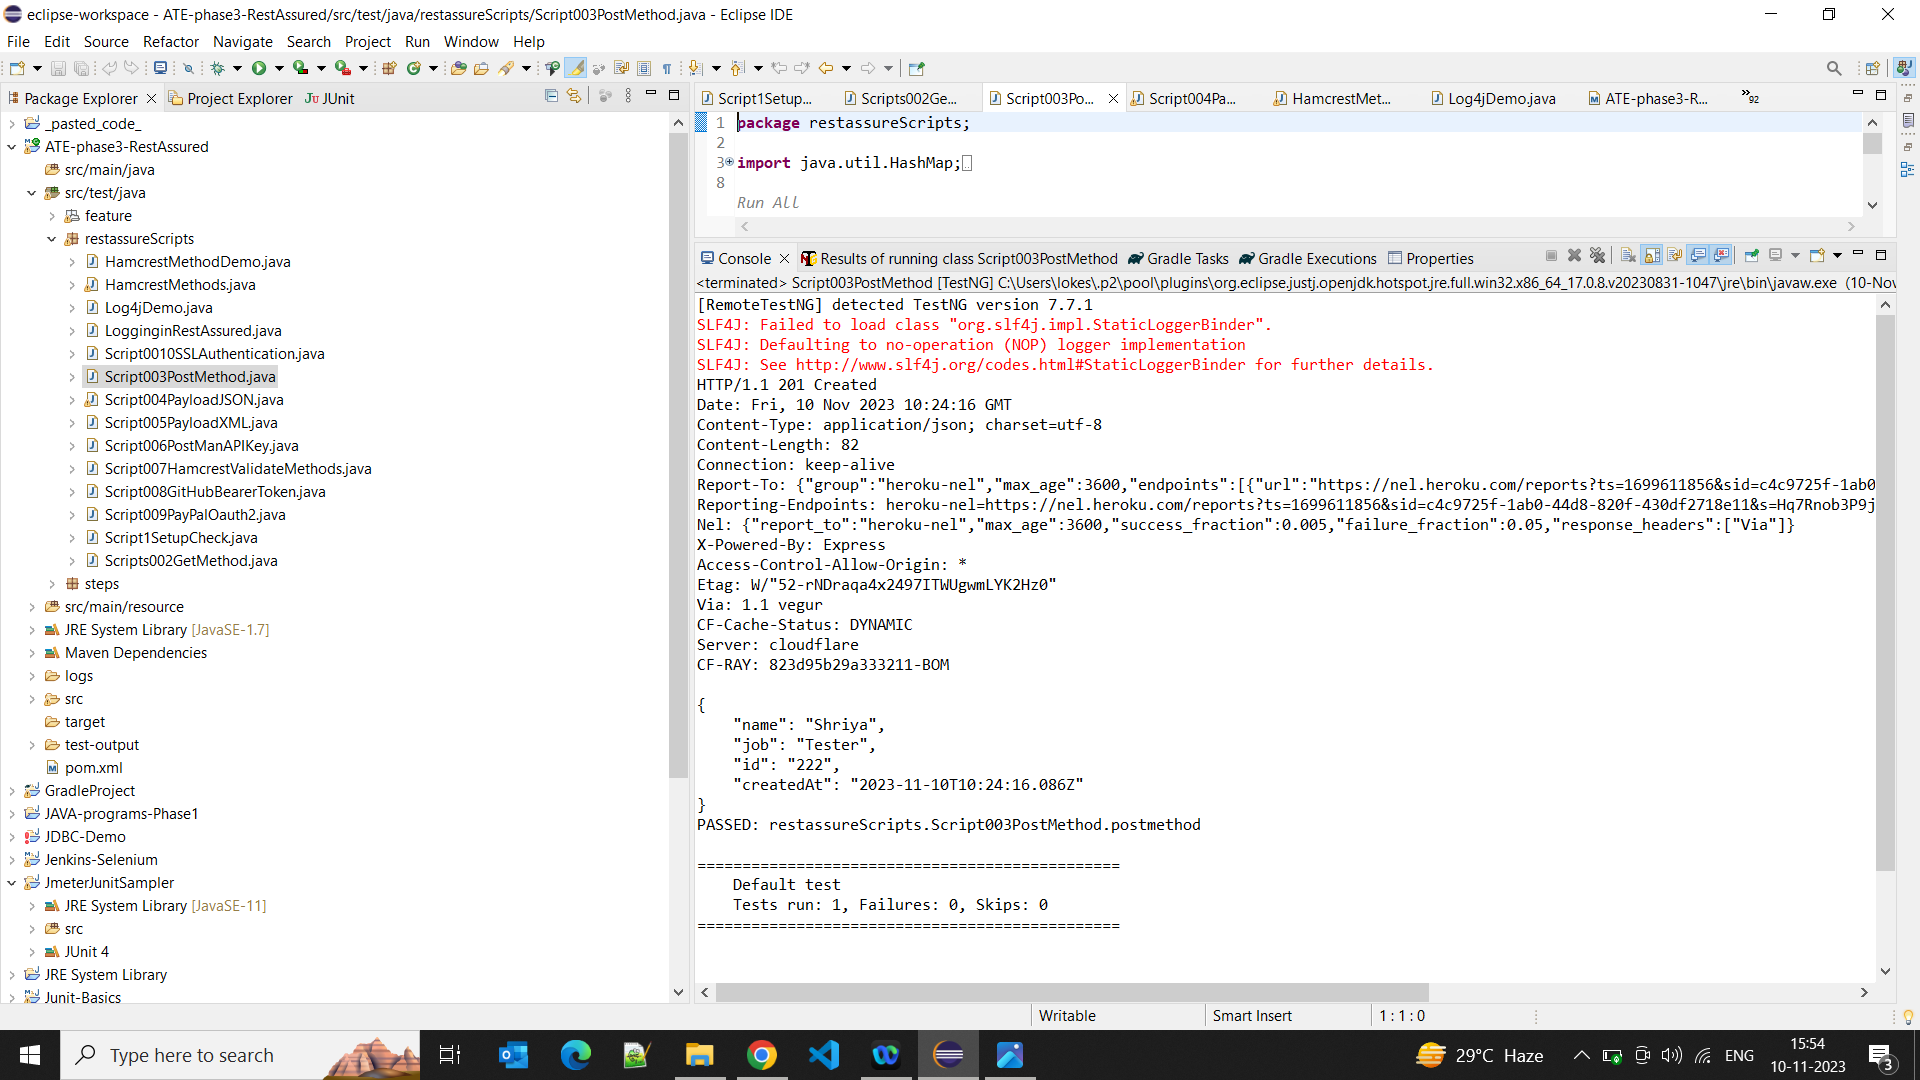 eclipse-workspace - ATE-phase3-RestAssured/src/test/java/restassureScripts/Script003PostMethod.java - Eclipse IDE
File Edit Source Refactor Navigate Search Project Run Window Help
Package Explorer Project Explorer JUnit
_pasted_code_
ATE-phase3-RestAssured
src/main/java
src/test/java
feature
restassureScripts
HamcrestMethodDemo.java
HamcrestMethods.java
Log4jDemo.java
LogginginRestAssured.java
Script0010SSLAuthentication.java
Script003PostMethod.java
Script004PayloadJSON.java
Script005PayloadXML.java
Script006PostManAPIKey.java
Script007HamcrestValidateMethods.java
Script008GitHubBearerToken.java
Script009PayPalOauth2.java
Script1SetupCheck.java
Scripts002GetMethod.java
steps
src/main/resource
JRE System Library [JavaSE-1.7]
Maven Dependencies
logs
src
target
test-output
pom.xml
GradleProject
JAVA-programs-Phase1
JDBC-Demo
Jenkins-Selenium
JmeterJunitSampler
JRE System Library [JavaSE-11]
src
JUnit 4
JRE System Library
Junit-Basics
Script1Setup... Scripts002Ge... Script003Po... Script004Pa... HamcrestMet... Log4jDemo.java ATE-phase3-R... »92
1 package restassureScripts;
2
3 import java.util.HashMap;
8
Run All
Console Results of running class Script003PostMethod Gradle Tasks Gradle Executions Properties
<terminated> Script003PostMethod [TestNG] C:\Users\lokes\.p2\pool\plugins\org.eclipse.justj.openjdk.hotspot.jre.full.win32.x86_64_17.0.8.v20230831-1047\jre\bin\javaw.exe (10-Nov
[RemoteTestNG] detected TestNG version 7.7.1
SLF4J: Failed to load class "org.slf4j.impl.StaticLoggerBinder".
SLF4J: Defaulting to no-operation (NOP) logger implementation
SLF4J: See http://www.slf4j.org/codes.html#StaticLoggerBinder for further details.
HTTP/1.1 201 Created
Date: Fri, 10 Nov 2023 10:24:16 GMT
Content-Type: application/json; charset=utf-8
Content-Length: 82
Connection: keep-alive
Report-To: {"group":"heroku-nel","max_age":3600,"endpoints":[{"url":"https://nel.heroku.com/reports?ts=1699611856&sid=c4c9725f-1ab0
Reporting-Endpoints: heroku-nel=https://nel.heroku.com/reports?ts=1699611856&sid=c4c9725f-1ab0-44d8-820f-430df2718e11&s=Hq7Rnob3P9j
Nel: {"report_to":"heroku-nel","max_age":3600,"success_fraction":0.005,"failure_fraction":0.05,"response_headers":["Via"]}
X-Powered-By: Express
Access-Control-Allow-Origin: *
Etag: W/"52-rNDraqa4x2497ITWUgwmLYK2Hz0"
Via: 1.1 vegur
CF-Cache-Status: DYNAMIC
Server: cloudflare
CF-RAY: 823d95b29a333211-BOM
{
"name": "Shriya",
"job": "Tester",
"id": "222",
"createdAt": "2023-11-10T10:24:16.086Z"
}
PASSED: restassureScripts.Script003PostMethod.postmethod
===============================================
Default test
Tests run: 1, Failures: 0, Skips: 0
===============================================
Writable Smart Insert 1 : 1 : 0
Type here to search
29°C Haze ENG
15:54
10-11-2023
3